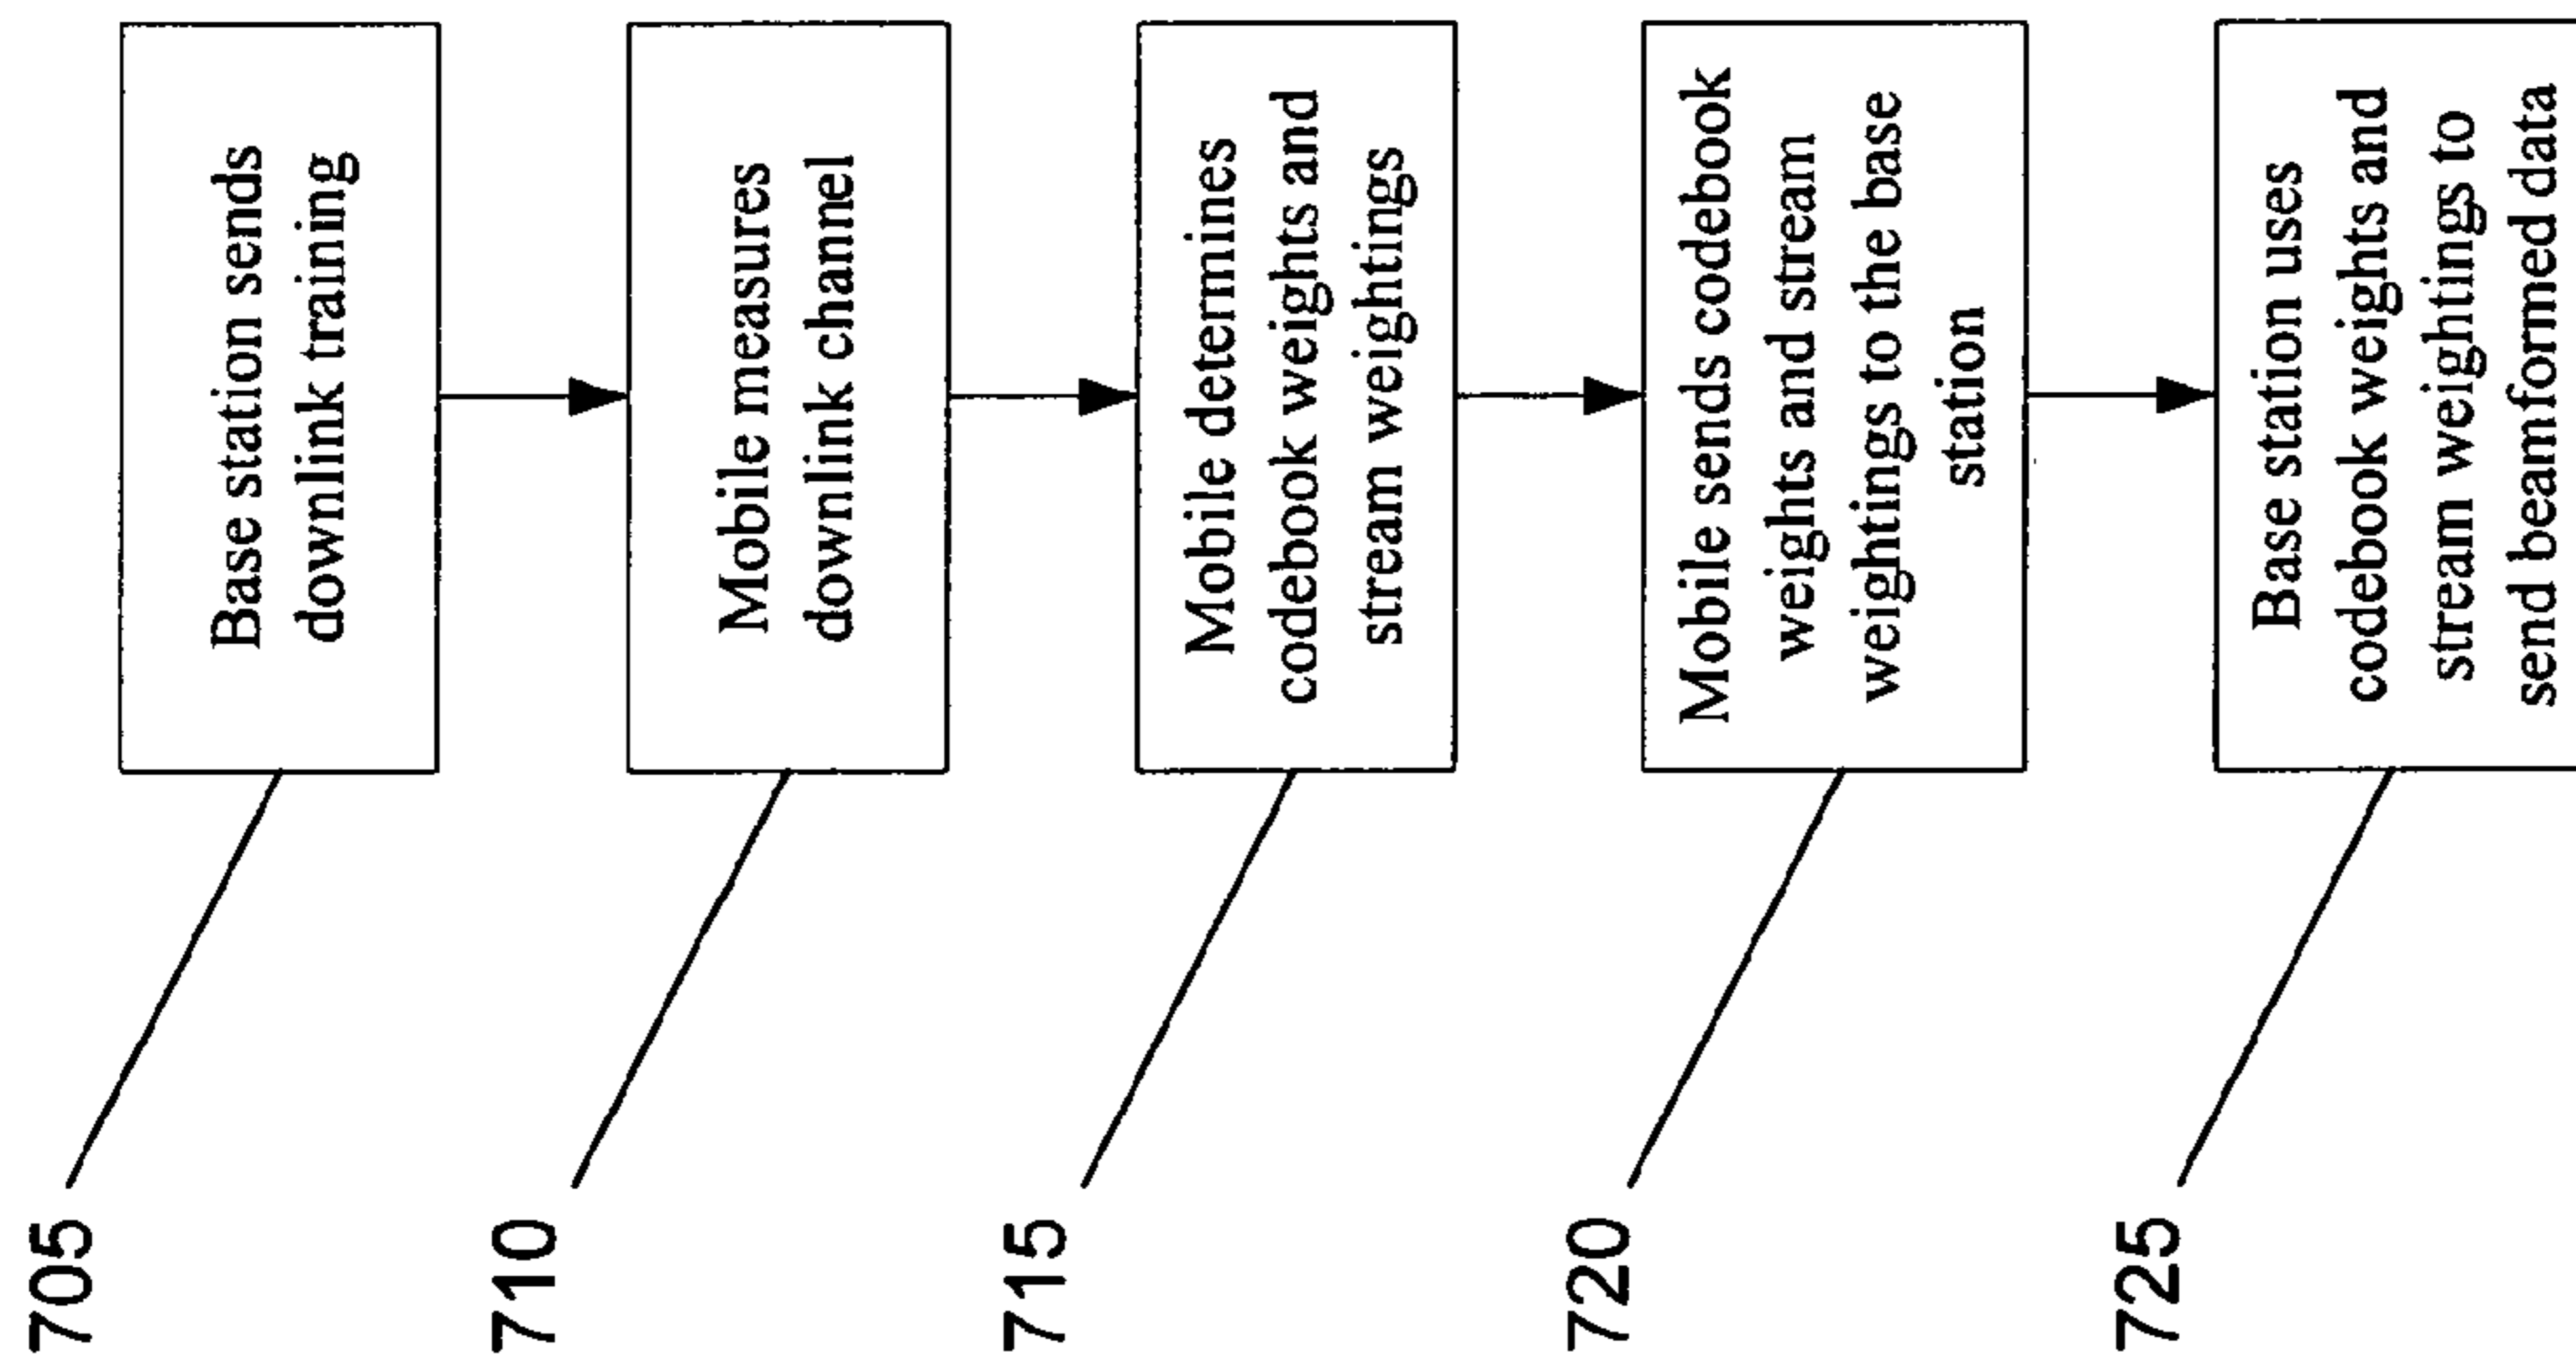 705
Base station sends
downlink training
710
Mobile measures
downlink channel
715
Mobile determines
codebook weights and
stream weightings
720
Mobile sends codebook
weights and stream
weightings to the base
station
725
Base station uses
codebook weights and
stream weightings to
send beamformed data